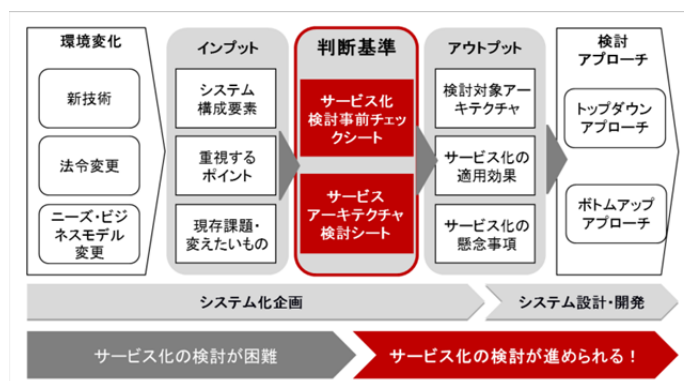 環境変化
新技術
法令変更
ニーズ・ビジ
ネスモデル
変更
インプット
システム
構成要素
重視する
ポイント
現存課題・
変えたいもの
判断基準
サービス化
検討事前チェッ
クシート
サービス
アーキテクチャ
検討シート
アウトプット
検討対象アー
キテクチャ
サービス化の
適用効果
サービス化の
懸念事項
検討
アプローチ
トップダウン
アプローチ
ボトムアップ
アプローチ
システム化企画
システム設計・開発
サービス化の検討が困難
サービス化の検討が進められる！